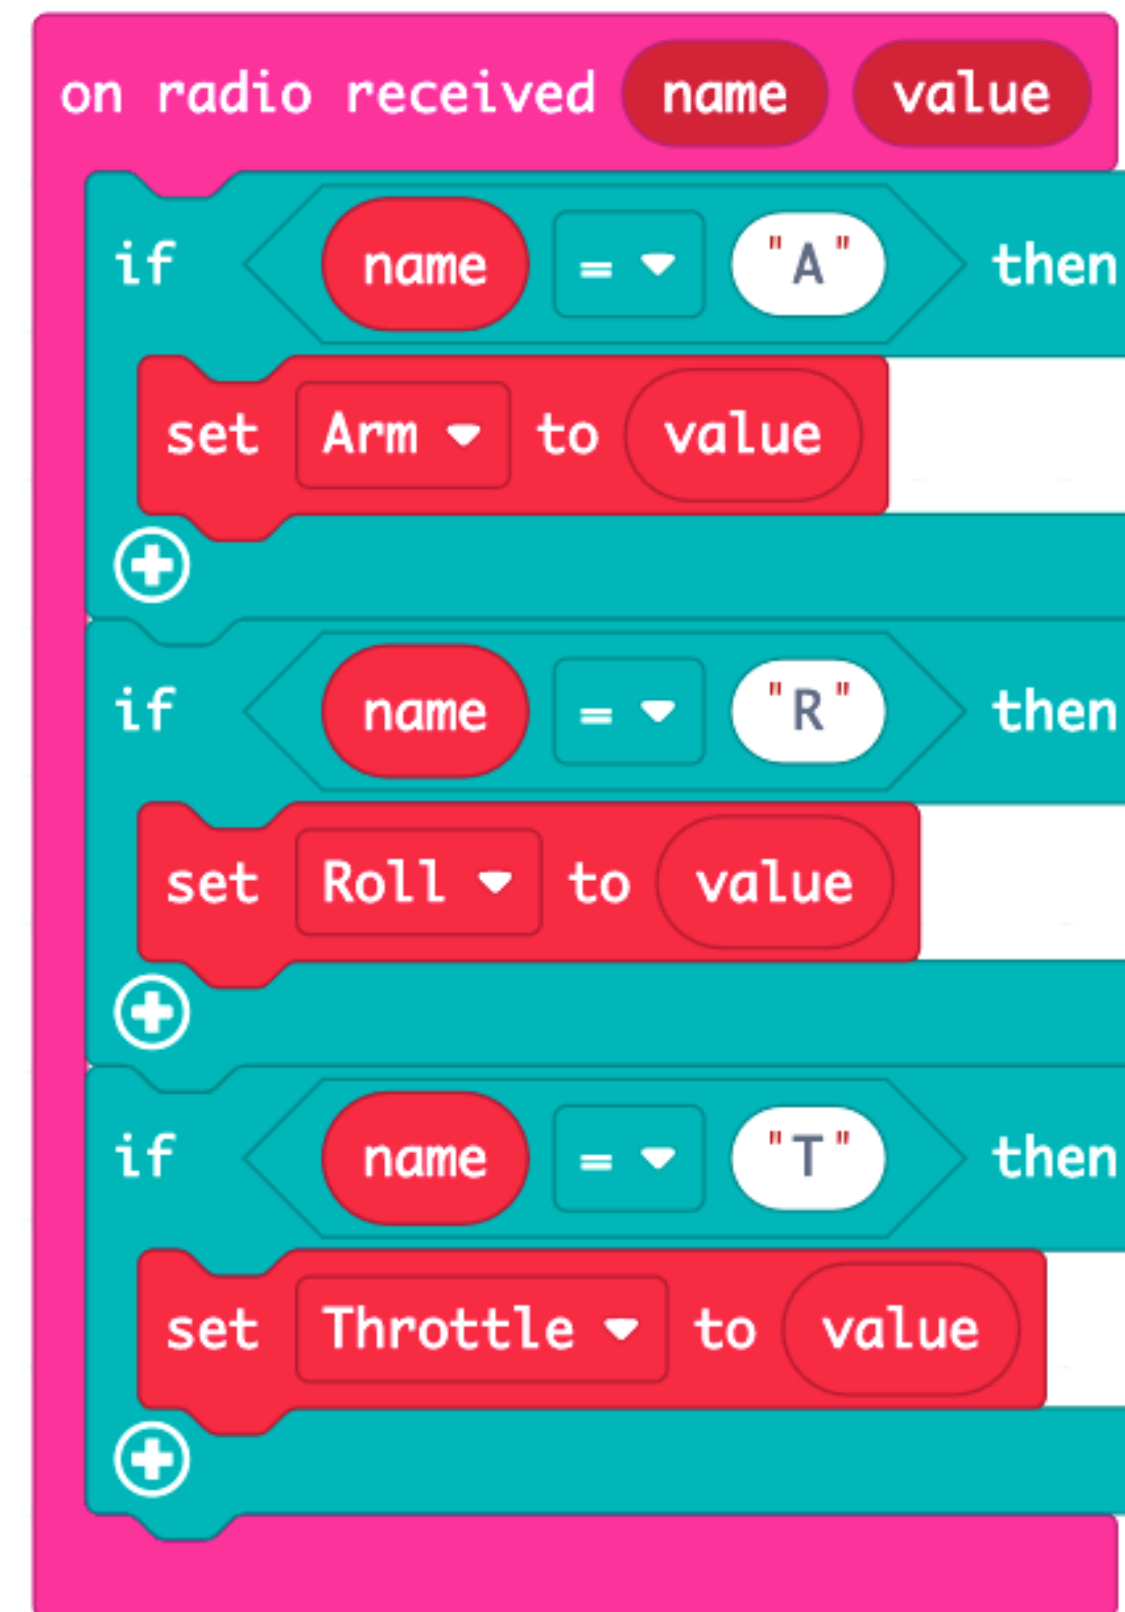 on radio received name value
if name = "A" then
set Arm to value
if name = "R" then
set Roll to value
if name = "T" then
set Throttle to value